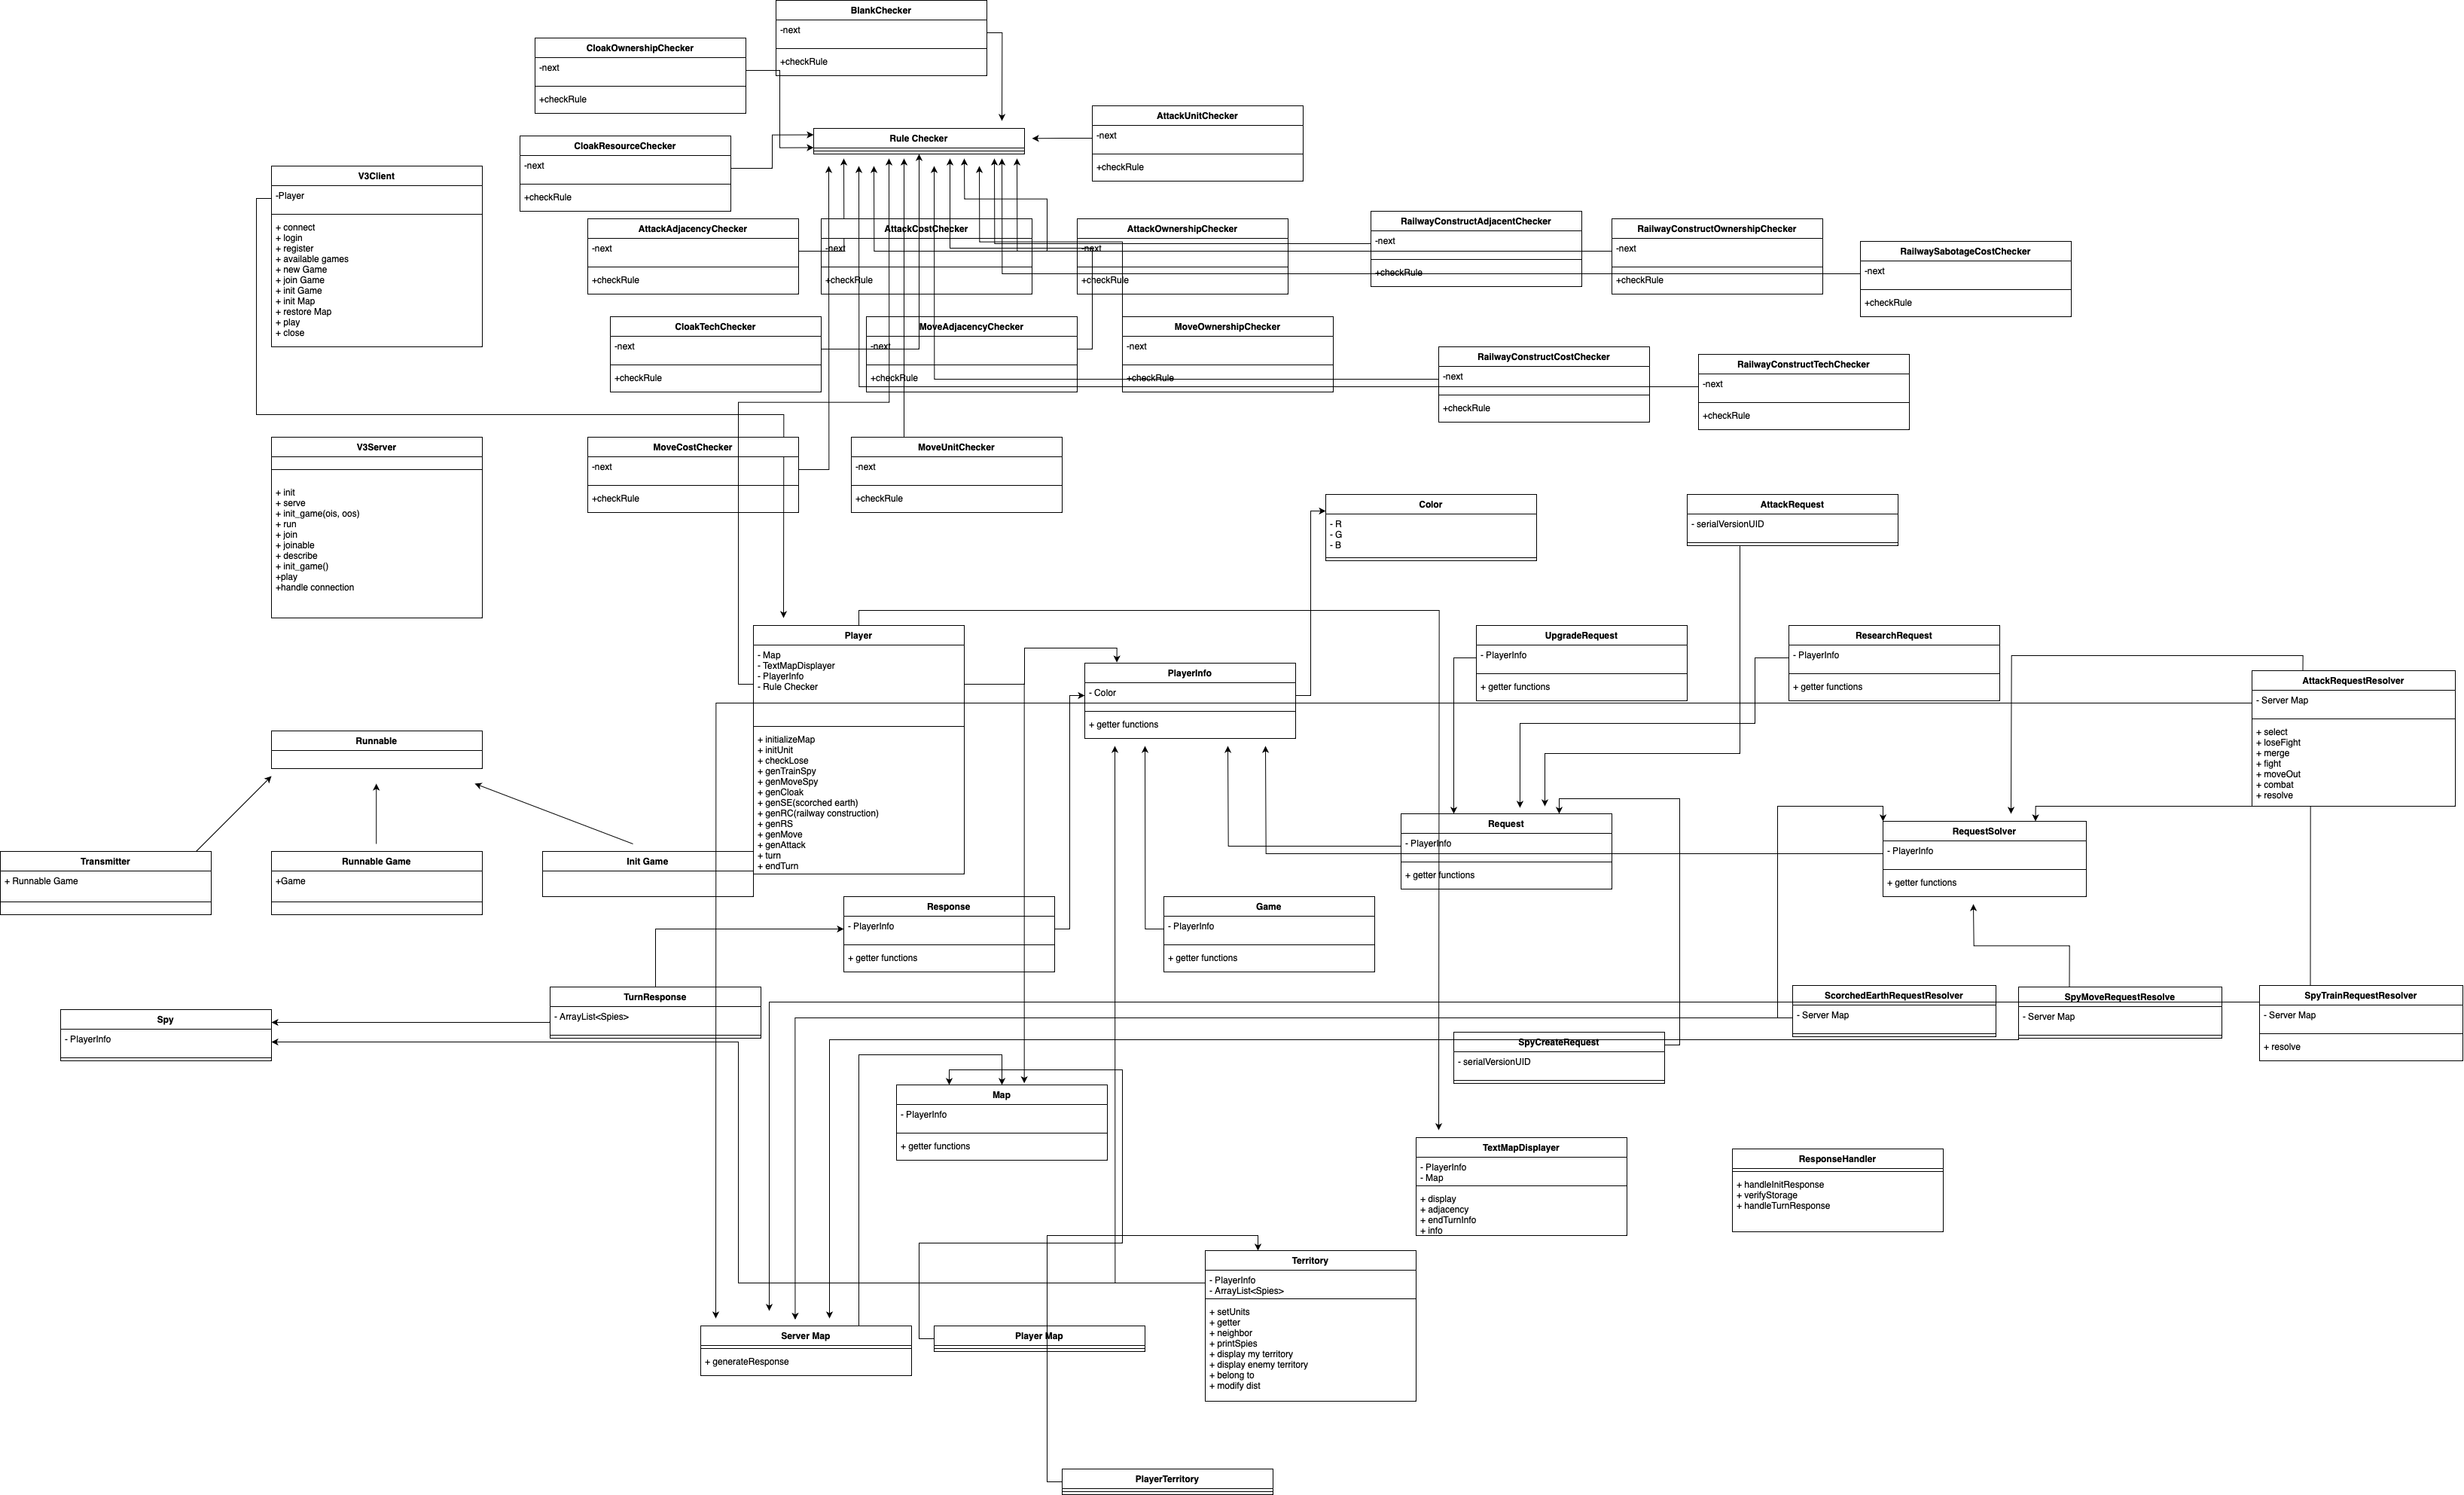 BlankChecker
-next
+checkRule
CloakOwnershipChecker
-next
+checkRule
AttackUnitChecker
-next
+checkRule
Rule Checker
CloakResourceChecker
-next
+checkRule
V3Client
-Player
+ connect
+ login
+ register
+ available games
+ new Game
+ join Game
+ init Game
+ init Map
+ restore Map
+ play
+ close
AttackAdjacencyChecker
-next
+checkRule
AttackCostChecker
-next
+checkRule
AttackOwnershipChecker
-next
+checkRule
RailwayConstructAdjacentChecker
-next
+checkRule
RailwayConstructOwnershipChecker
-next
+checkRule
RailwaySabotageCostChecker
-next
+checkRule
CloakTechChecker
-next
+checkRule
MoveAdjacencyChecker
-next
+checkRule
MoveOwnershipChecker
-next
+checkRule
RailwayConstructCostChecker
-next
+checkRule
RailwayConstructTechChecker
-next
+checkRule
V3Server
+ init
+ serve
+ init_game(ois, oos)
+ run
+ join
+ joinable
+ describe
+ init_game()
+play
+handle connection
MoveCostChecker
-next
+checkRule
MoveUnitChecker
-next
+checkRule
Color
- R
- G
- B
AttackRequest
- serialVersionUID
Player
- Map
- TextMapDisplayer
- PlayerInfo
- Rule Checker
+ initializeMap
+ initUnit
+ checkLose
+ genTrainSpy
+ genMoveSpy
+ genCloak
+ genSE(scorched earth)
+ genRC(railway construction)
+ genRS
+ genMove
+ genAttack
+ turn
+ endTurn
PlayerInfo
- Color
+ getter functions
UpgradeRequest
- PlayerInfo
+ getter functions
ResearchRequest
- PlayerInfo
+ getter functions
AttackRequestResolver
- Server Map
+ select
+ loseFight
+ merge
+ fight
+ moveOut
+ combat
+ resolve
Runnable
Request
- PlayerInfo
+ getter functions
RequestSolver
- PlayerInfo
+ getter functions
Transmitter
+ Runnable Game
Runnable Game
+Game
Init Game
Response
- PlayerInfo
+ getter functions
Game
- PlayerInfo
+ getter functions
TurnResponse
- ArrayList<Spies>
ScorchedEarthRequestResolver
- Server Map
SpyMoveRequestResolve
- Server Map
SpyTrainRequestResolver
- Server Map
+ resolve
Spy
- PlayerInfo
SpyCreateRequest
- serialVersionUID
Map
- PlayerInfo
+ getter functions
TextMapDisplayer
- PlayerInfo
- Map
+ display
+ adjacency
+ endTurnInfo
+ info
ResponseHandler
+ handleInitResponse
+ verifyStorage
+ handleTurnResponse
Territory
- PlayerInfo
- ArrayList<Spies>
+ setUnits
+ getter
+ neighbor
+ printSpies
+ display my territory
+ display enemy territory
+ belong to
+ modify dist
Server Map
+ generateResponse
Player Map
PlayerTerritory